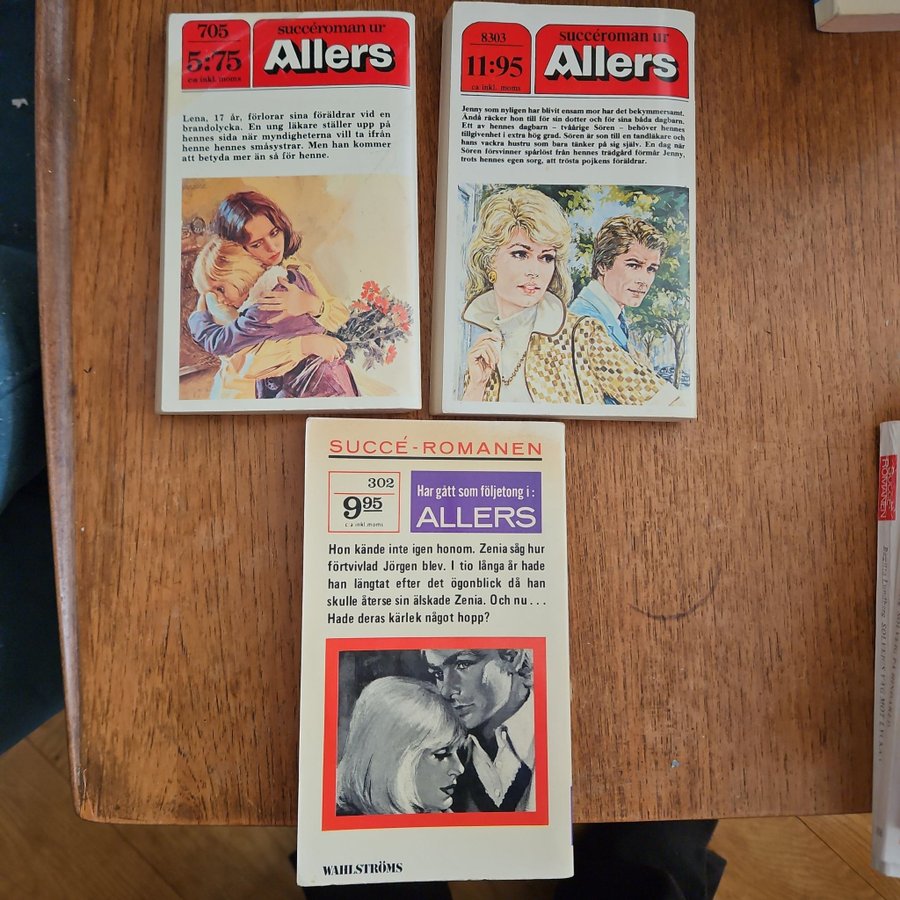 705
5:75
ca inkl. moms
succéroman ur
Allers
Lena, 17 år, förlorar sina föräldrar vid en
brandolycka. En ung läkare ställer upp på
hennes sida när myndigheterna vill ta ifrån
henne hennes småsystrar. Men han kommer
att betyda mer än så för henne.
8303
11:95
ca inkl. moms
succéroman ur
Allers
Jenny som nyligen har blivit ensam mor har det bekymmersamt.
Ändå räcker hon till för sin dotter och för sina båda dagbarn.
Ett av hennes dagbarn – tvåårige Sören – behöver hennes
tillgivenhet i extra hög grad. Sören är son till en tandläkare och
hans vackra hustru som bara tänker på sig själv. En dag när
Sören försvinner spårlöst från hennes trädgård förmår Jenny,
trots hennes egen sorg, att trösta pojkens föräldrar.
SUCCÉ-ROMANEN
302
9 95
c:a inkl moms
Har gått som följetong i:
ALLERS
Hon kände inte igen honom. Zenia såg hur
förtvivlad Jörgen blev. I tio långa år hade
han längtat efter det ögonblick då han
skulle återse sin älskade Zenia. Och nu...
Hade deras kärlek något hopp?
WAHLSTRÖMS
ROMANEN